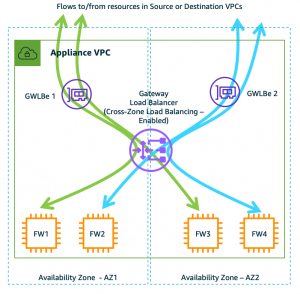 Flows to/from resources in Source or Destination VPCs
Appliance VPC
GWLBe 1
GWLBe 2
Gateway
Load Balancer
(Cross-Zone Load Balancing –
Enabled)
FW1
FW2
FW3
FW4
Availability Zone - AZ1
Availability Zone – AZ2